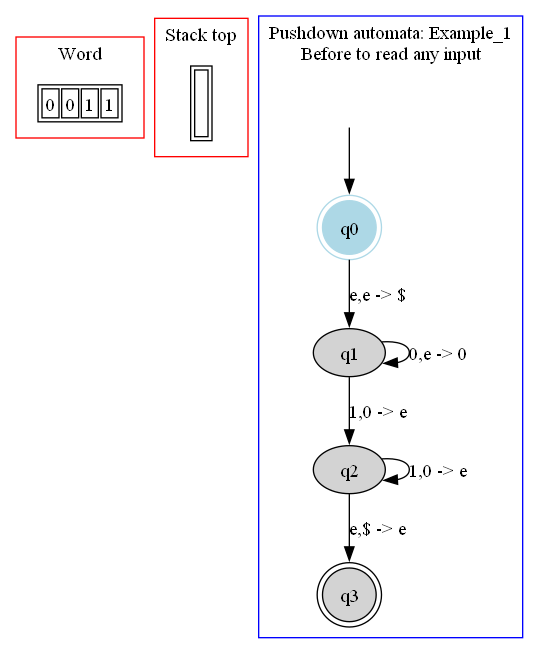 Word
0 0 1 1
Stack top
Pushdown automata: Example_1
Before to read any input
q0
e,e -> $
q1
0,e -> 0
1,0 -> e
q2
1,0 -> e
e,$ -> e
q3